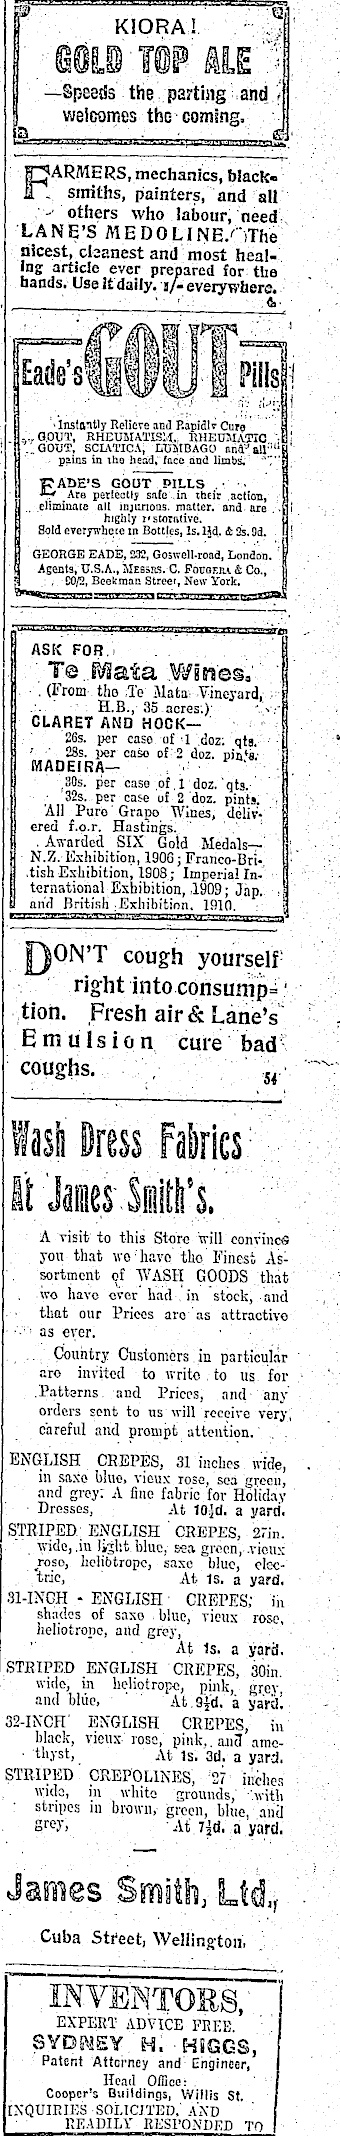 KIORA!
GOLD TOP ALE
—Speeds the parting and
welcomes the coming.
FARMERS, mechanics, black-
smiths, painters, and all
others who labour, need
LANE'S MEDOLINE. The
nicest, cleanest and most heal-
ing article ever prepared for the
hands. Use it daily. 1/- everywhere.
Eade's GOUT Pills
Instantly Relieve and Rapidly Cure
GOUT, RHEUMATISM, RHEUMATIC
GOUT, SCIATICA, LUMBAGO and all
pains in the head, face and limbs.
EADE'S GOUT PILLS
Are perfectly safe in their action,
eliminate all injurious matter and are
highly restorative.
Sold everywhere in Bottles, 1s. 1½d. & 2s. 9d.
GEORGE EADE, 232, Goswell-road, London.
Agents, U.S.A., MESSRS. C. FOUGERA & Co.,
90/2, Beekman Street, New York.
ASK FOR
Te Mata Wines.
(From the Te Mata Vineyard,
H.B., 35 acres.)
CLARET AND HOCK—
26s. per case of 1 doz. qts.
28s. per case of 2 doz. pints.
MADEIRA—
30s. per case of 1 doz. qts.
32s. per case of 2 doz. pints.
All Pure Grape Wines, deliv-
ered f.o.r. Hastings.
Awarded SIX Gold Medals—
N.Z. Exhibition, 1906; Franco-Bri-
tish Exhibition, 1908; Imperial In-
ternational Exhibition, 1909; Jap.
and British Exhibition, 1910.
DON'T cough yourself
right into consump-
tion. Fresh air & Lane's
Emulsion cure bad
coughs. 54
Wash Dress Fabrics
At James Smith's.
A visit to this Store will convince
you that we have the Finest As-
sortment of WASH GOODS that
we have ever had in stock, and
that our Prices are as attractive
as ever.
Country Customers in particular
are invited to write to us for
Patterns and Prices, and any
orders sent to us will receive very
careful and prompt attention.
ENGLISH CREPES, 31 inches wide,
in saxe blue, vieux rose, sea green,
and grey. A fine fabric for Holiday
Dresses, At 10½d. a yard.
STRIPED ENGLISH CREPES, 27in.
wide, in light blue, sea green, vieux
rose, heliotrope, saxe blue, elec-
tric, At 1s. a yard.
31-INCH - ENGLISH CREPES, in
shades of saxe blue, vieux rose,
heliotrope, and grey,
At 1s. a yard.
STRIPED ENGLISH CREPES, 30in.
wide, in heliotrope, pink, grey,
and blue, At 9½d. a yard.
32-INCH ENGLISH CREPES, in
black, vieux rose, pink, and ame-
thyst, At 1s. 3d. a yard.
STRIPED CREPOLINES, 27 inches
wide, in white grounds, with
stripes in brown, green, blue, and
grey, At 7½d. a yard.
James Smith, Ltd.,
Cuba Street, Wellington.
INVENTORS,
EXPERT ADVICE FREE.
SYDNEY H. HIGGS,
Patent Attorney and Engineer,
Head Office:
Cooper's Buildings, Willis St.
INQUIRIES SOLICITED, AND
READILY RESPONDED TO